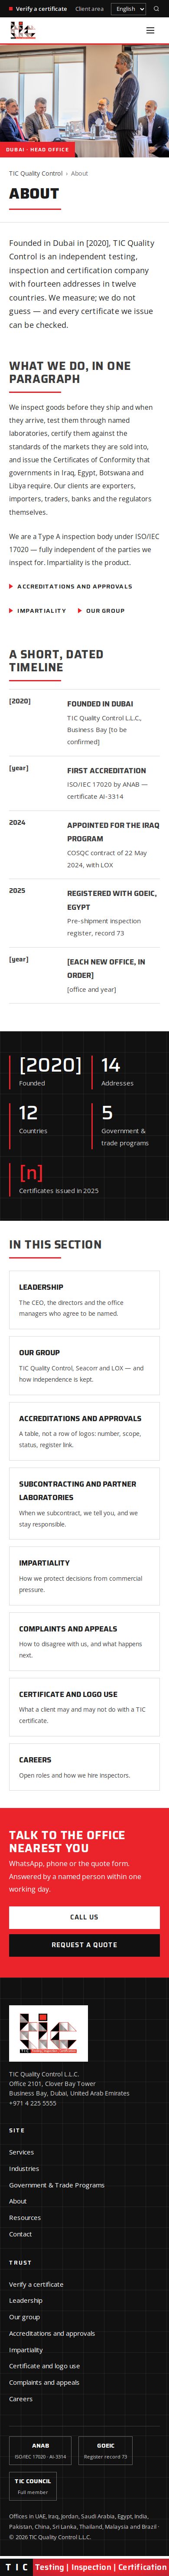 Verify a certificate
Client area
English
tic
DUBAI · HEAD OFFICE
TIC Quality Control › About
ABOUT
Founded in Dubai in [2020], TIC Quality
Control is an independent testing,
inspection and certification company
with fourteen addresses in twelve
countries. We measure; we do not
guess — and every certificate we issue
can be checked.
WHAT WE DO, IN ONE
PARAGRAPH
We inspect goods before they ship and when
they arrive, test them through named
laboratories, certify them against the
standards of the markets they are sold into, and
issue the Certificates of Conformity that
governments in Iraq, Egypt, Botswana and
Libya require. Our clients are exporters,
importers, traders, banks and the regulators
themselves.
We are a Type A inspection body under ISO/IEC
17020 — fully independent of the parties we
inspect for. Impartiality is the product.
ACCREDITATIONS AND APPROVALS
IMPARTIALITY
OUR GROUP
A SHORT, DATED
TIMELINE
[2020]
FOUNDED IN DUBAI
TIC Quality Control L.L.C.,
Business Bay [to be
confirmed]
[year]
FIRST ACCREDITATION
ISO/IEC 17020 by ANAB —
certificate AI-3314
2024
APPOINTED FOR THE IRAQ
PROGRAM
COSQC contract of 22 May
2024, with LOX
2025
REGISTERED WITH GOEIC,
EGYPT
Pre-shipment inspection
register, record 73
[year]
[EACH NEW OFFICE, IN
ORDER]
[office and year]
[2020]
Founded
14
Addresses
12
Countries
5
Government &
trade programs
[n]
Certificates issued in 2025
IN THIS SECTION
LEADERSHIP
The CEO, the directors and the office
managers who agree to be named.
OUR GROUP
TIC Quality Control, Seacorr and LOX — and
how independence is kept.
ACCREDITATIONS AND APPROVALS
A table, not a row of logos: number, scope,
status, register link.
SUBCONTRACTING AND PARTNER
LABORATORIES
When we subcontract, we tell you, and we
stay responsible.
IMPARTIALITY
How we protect decisions from commercial
pressure.
COMPLAINTS AND APPEALS
How to disagree with us, and what happens
next.
CERTIFICATE AND LOGO USE
What a client may and may not do with a TIC
certificate.
CAREERS
Open roles and how we hire inspectors.
TALK TO THE OFFICE
NEAREST YOU
WhatsApp, phone or the quote form.
Answered by a named person within one
working day.
CALL US
REQUEST A QUOTE
tic
TIC Quality Control L.L.C.
Office 2101, Clover Bay Tower
Business Bay, Dubai, United Arab Emirates
+971 4 225 5555
SITE
Services
Industries
Government & Trade Programs
About
Resources
Contact
TRUST
Verify a certificate
Leadership
Our group
Accreditations and approvals
Impartiality
Certificate and logo use
Complaints and appeals
Careers
ANAB
ISO/IEC 17020 · AI-3314
GOEIC
Register record 73
TIC COUNCIL
Full member
Offices in UAE, Iraq, Jordan, Saudi Arabia, Egypt, India,
Pakistan, China, Sri Lanka, Thailand, Malaysia and Brazil ·
© 2026 TIC Quality Control L.L.C.
TIC Testing | Inspection | Certification